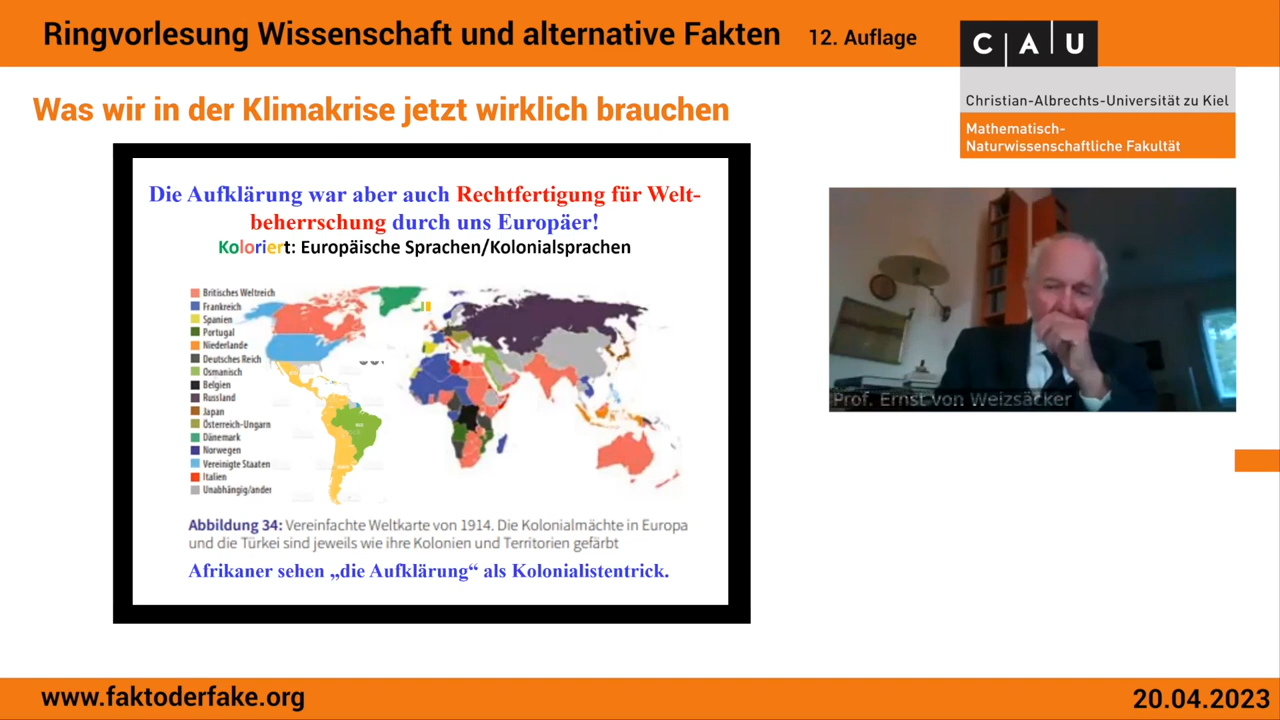 Ringvorlesung Wissenschaft und alternative Fakten 12. Auflage
C A U
Christian-Albrechts-Universität zu Kiel
Mathematisch-
Naturwissenschaftliche Fakultät
Was wir in der Klimakrise jetzt wirklich brauchen
Die Aufklärung war aber auch Rechtfertigung für Welt-
beherrschung durch uns Europäer!
Koloriert: Europäische Sprachen/Kolonialsprachen
Britisches Weltreich
Frankreich
Spanien
Portugal
Niederlande
Deutsches Reich
Osmanisch
Belgien
Russland
Japan
Österreich-Ungarn
Dänemark
Norwegen
Vereinigte Staaten
Italien
Unabhängig/ander
Abbildung 34: Vereinfachte Weltkarte von 1914. Die Kolonialmächte in Europa
und die Türkei sind jeweils wie ihre Kolonien und Territorien gefärbt
Afrikaner sehen „die Aufklärung“ als Kolonialistentrick.
Prof. Ernst von Weizsäcker
www.faktoderfake.org
20.04.2023